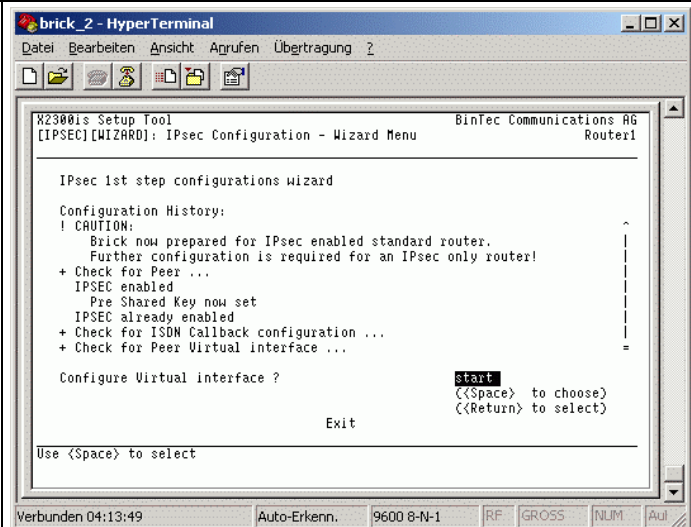 brick_2 - HyperTerminal
Datei Bearbeiten Ansicht Anrufen Übertragung ?
X2300is Setup Tool BinTec Communications AG
[IPSEC][WIZARD]: IPsec Configuration - Wizard Menu Router1
IPsec 1st step configurations wizard
Configuration History:
! CAUTION: ^
Brick now prepared for IPsec enabled standard router. |
Further configuration is required for an IPsec only router! |
+ Check for Peer ... |
IPSEC enabled |
Pre Shared Key now set |
IPSEC already enabled |
+ Check for ISDN Callback configuration ... |
+ Check for Peer Virtual interface ... =
Configure Virtual interface ? start
(<Space> to choose)
(<Return> to select)
Exit
Use <Space> to select
Verbunden 04:13:49 Auto-Erkenn. 9600 8-N-1 RF GROSS NUM Auf